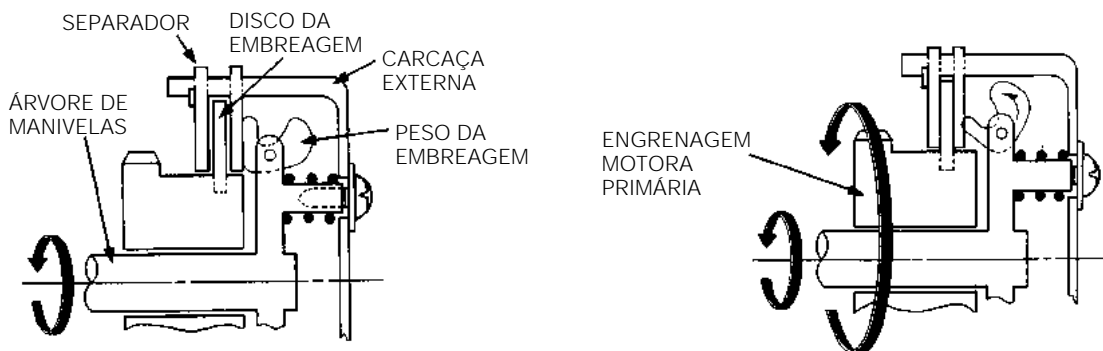 SEPARADOR
DISCO DA
EMBREAGEM
CARCAÇA
EXTERNA
ÁRVORE DE
MANIVELAS
PESO DA
EMBREAGEM
ENGRENAGEM
MOTORA
PRIMÁRIA